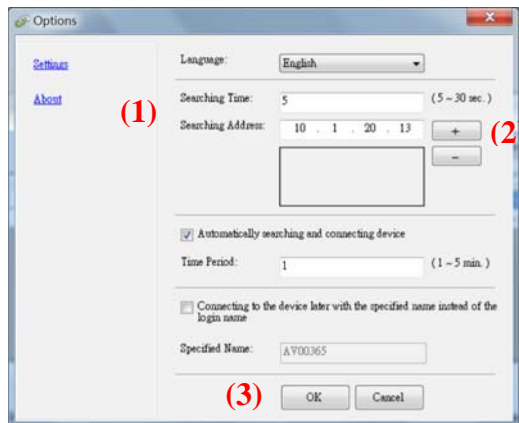 Options
Settings
Language: English
About
(1)
Searching Time: 5 (5 ~ 30 sec.)
Searching Address: 10 . 1 . 20 . 13 +
(2
−
Automatically searching and connecting device
Time Period: 1 (1 ~ 5 min.)
Connecting to the device later with the specified name instead of the
login name
Specified Name: AV00365
(3) OK Cancel